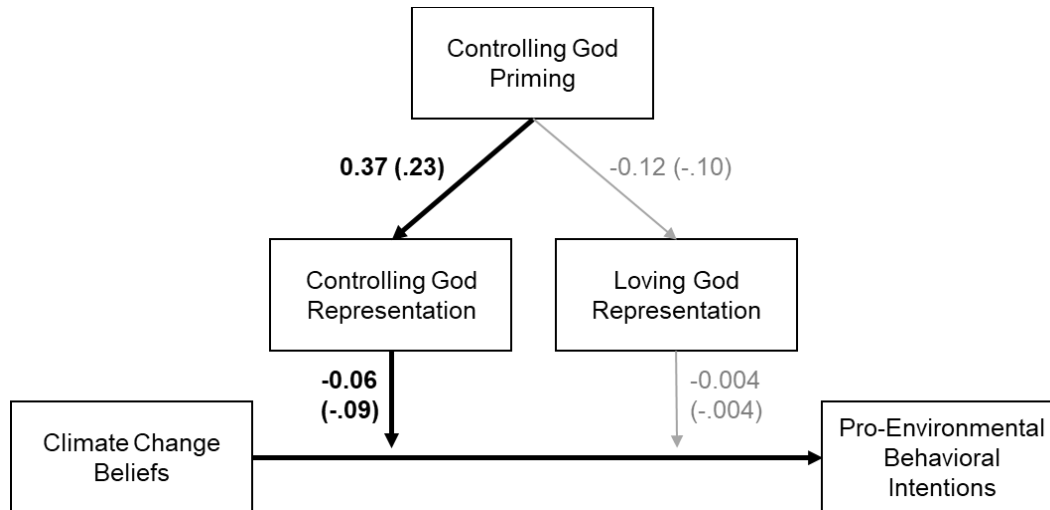 Controlling God
Priming
0.37 (.23)
-0.12 (-.10)
Controlling God
Representation
Loving God
Representation
-0.06
(-.09)
-0.004
(-.004)
Climate Change
Beliefs
Pro-Environmental
Behavioral
Intentions